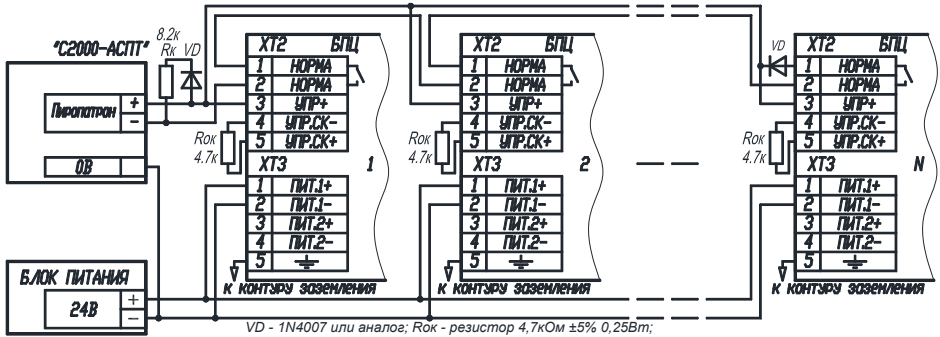 "С2000-АСПТ"
Пиропатрон
+
−
0В
8.2к
Rк VD
XT2 БПЦ
1 НОРМА
2 НОРМА
3 УПР+
4 УПР.СК-
5 УПР.СК+
Rок
4.7к
XT3
1
1 ПИТ.1+
2 ПИТ.1−
3 ПИТ.2+
4 ПИТ.2−
5
к контуру заземления
XT2 БПЦ
1 НОРМА
2 НОРМА
3 УПР+
4 УПР.СК-
5 УПР.СК+
Rок
4.7к
XT3
2
1 ПИТ.1+
2 ПИТ.1−
3 ПИТ.2+
4 ПИТ.2−
5
к контуру заземления
VD
XT2 БПЦ
1 НОРМА
2 НОРМА
3 УПР+
4 УПР.СК-
5 УПР.СК+
Rок
4.7к
XT3
N
1 ПИТ.1+
2 ПИТ.1−
3 ПИТ.2+
4 ПИТ.2−
5
к контуру заземления
БЛОК ПИТАНИЯ
24В
+
−
VD - 1N4007 или аналог; Rок - резистор 4,7кОм ±5% 0,25Вт;